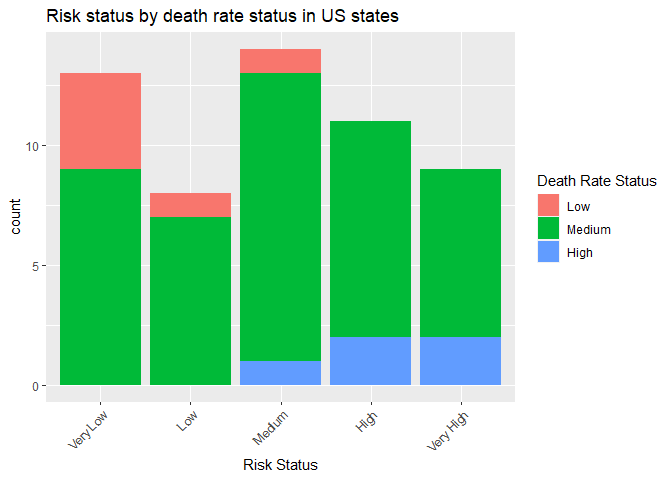 Risk status by death rate status in US states
10
5
0
count
Very Low
Low
Medium
High
Very High
Risk Status
Death Rate Status
Low
Medium
High